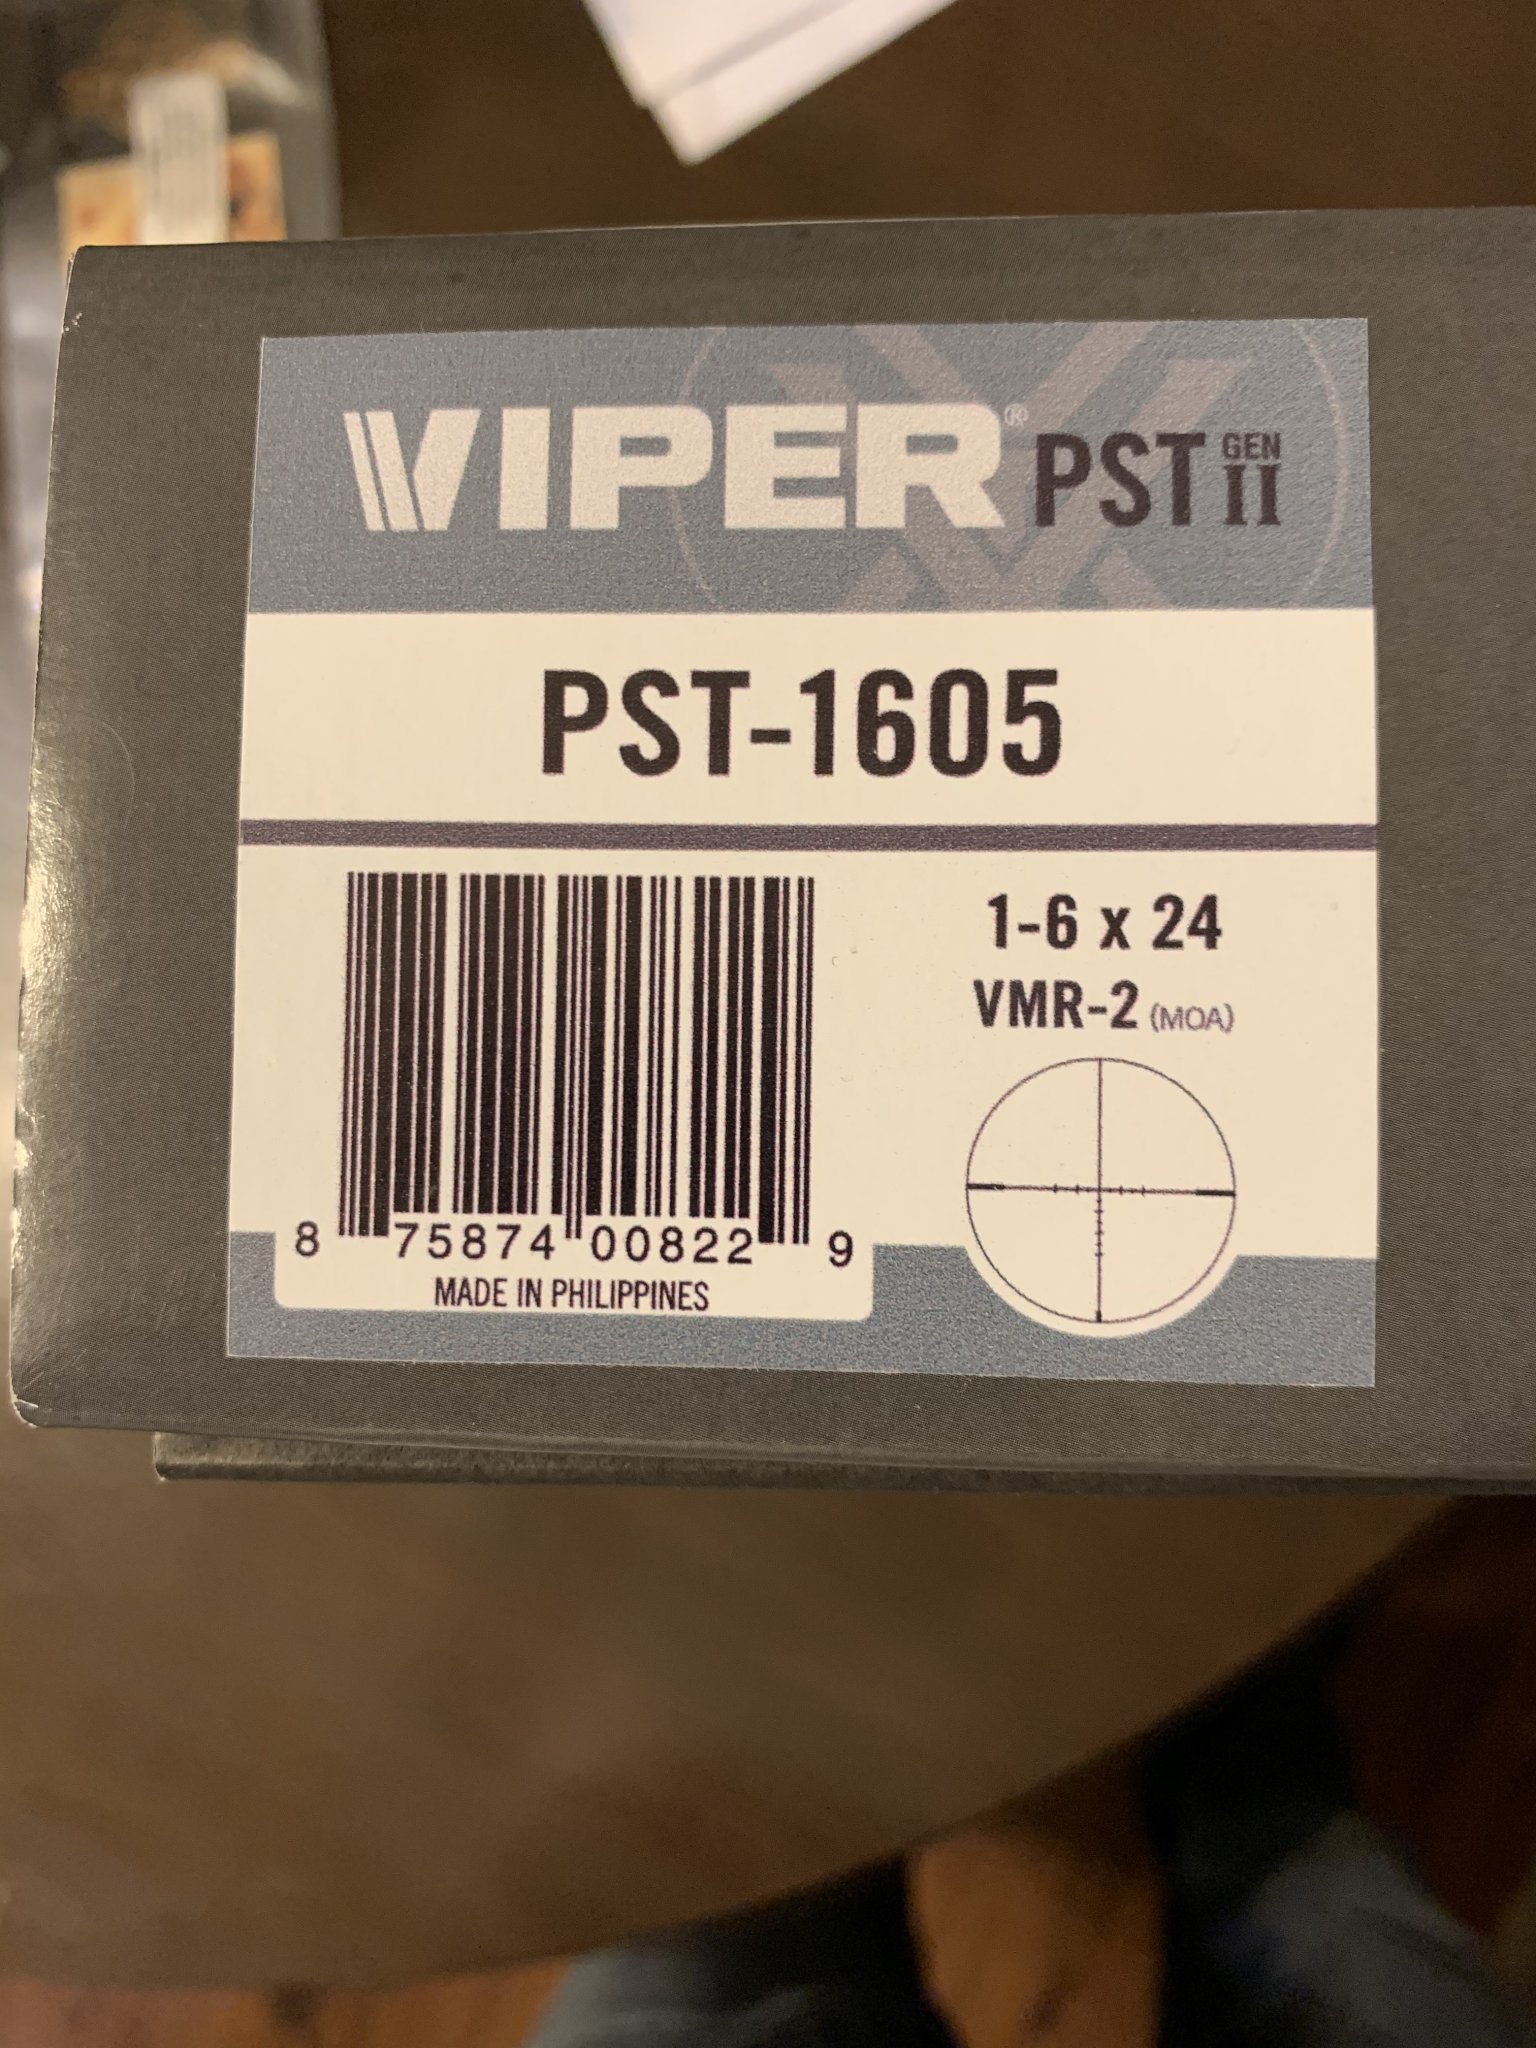 VIPER® PST GEN II
PST-1605
1-6 x 24
VMR-2 (MOA)
8 75874 00822 9
MADE IN PHILIPPINES